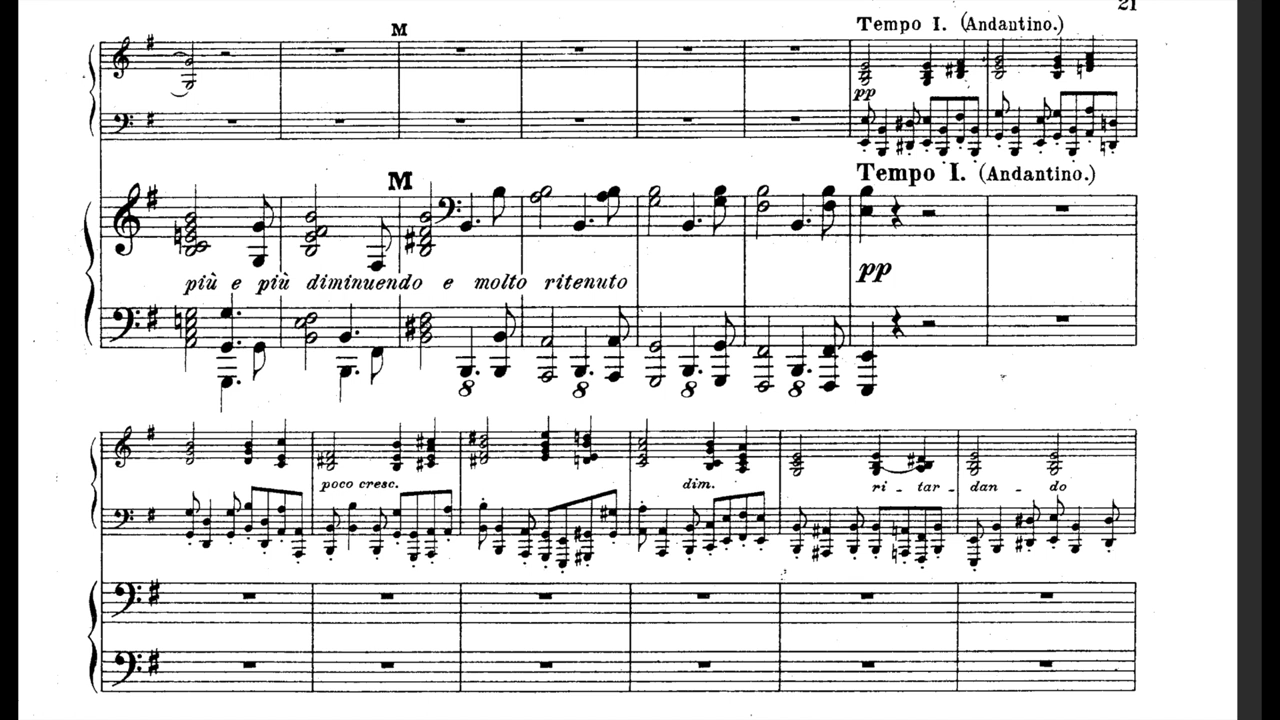 21
M
Tempo I. (Andantino.)
pp
M
Tempo I. (Andantino.)
più e più diminuendo e molto ritenuto
pp
8 8 8 8
poco cresc. dim. ri - tar - dan - do